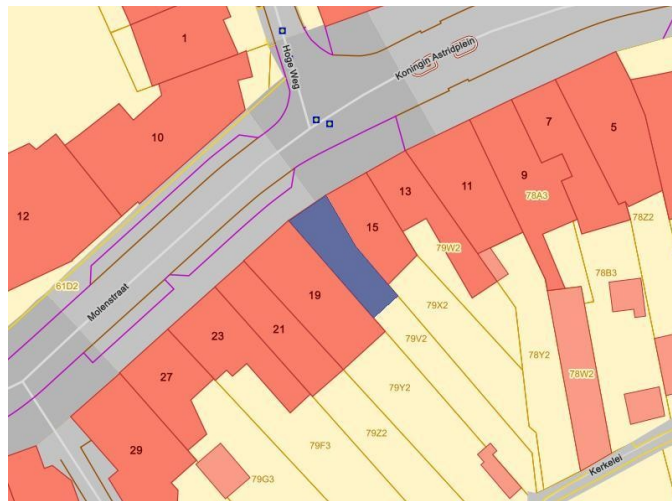 1
Hoge Weg
Koningin Astridplein
10
7
5
12
13
11
9
78A3
15
79W2
78Z2
61D2
Molenstraat
19
78B3
79X2
21
79V2
23
78Y2
27
79Y2
78W2
29
79Z2
79F3
79G3
Kerkelei